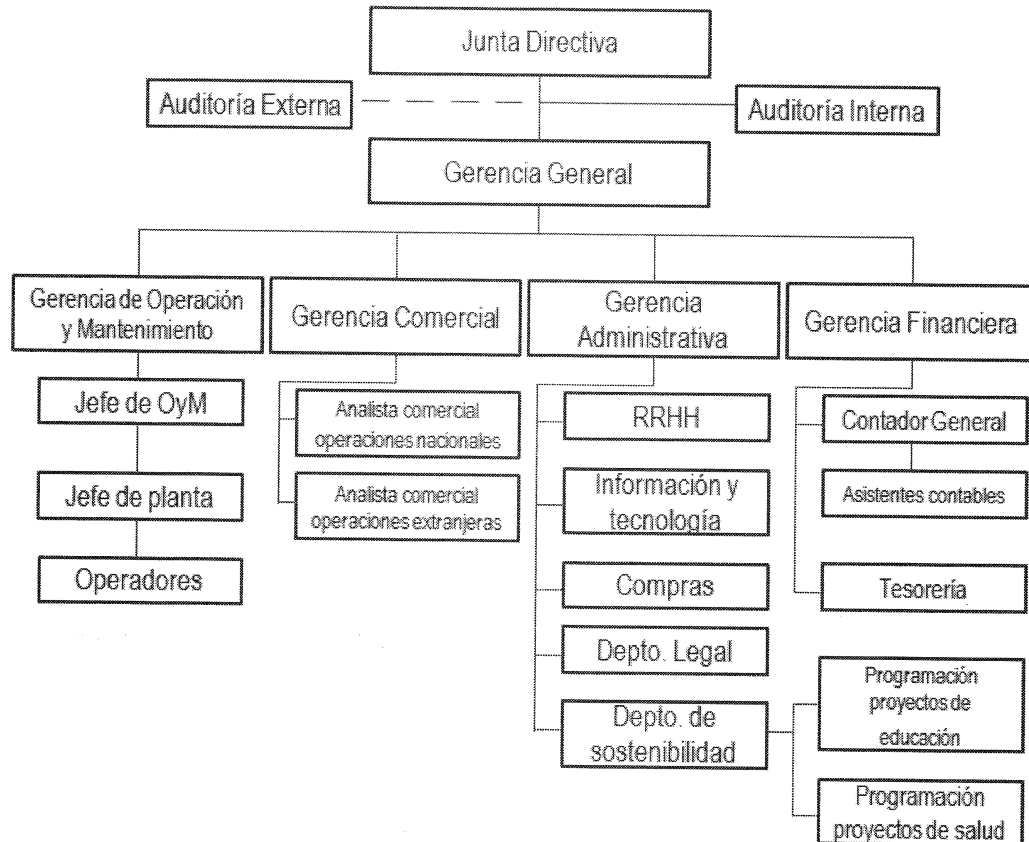 Junta Directiva
Auditoría Externa
Auditoría Interna
Gerencia General
Gerencia de Operación
y Mantenimiento
Gerencia Comercial
Gerencia
Administrativa
Gerencia Financiera
Jefe de OyM
Jefe de planta
Operadores
Analista comercial
operaciones nacionales
Analista comercial
operaciones extranjeras
RRHH
Información y
tecnología
Compras
Depto. Legal
Depto. de
sostenibilidad
Contador General
Asistentes contables
Tesorería
Programación
proyectos de
educación
Programación
proyectos de salud